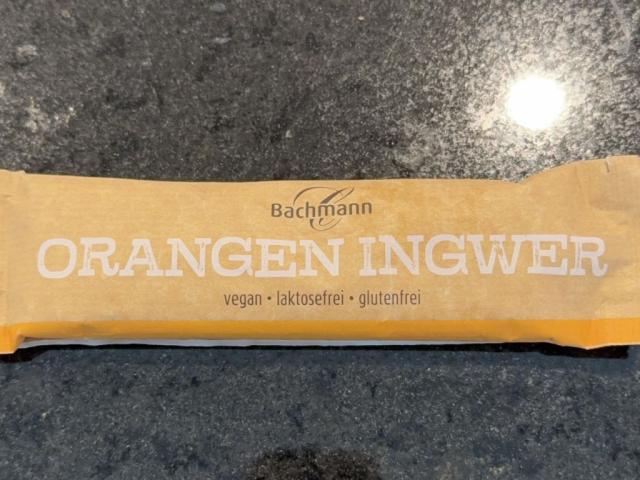 Bachmann
ORANGEN INGWER
vegan • laktosefrei • glutenfrei